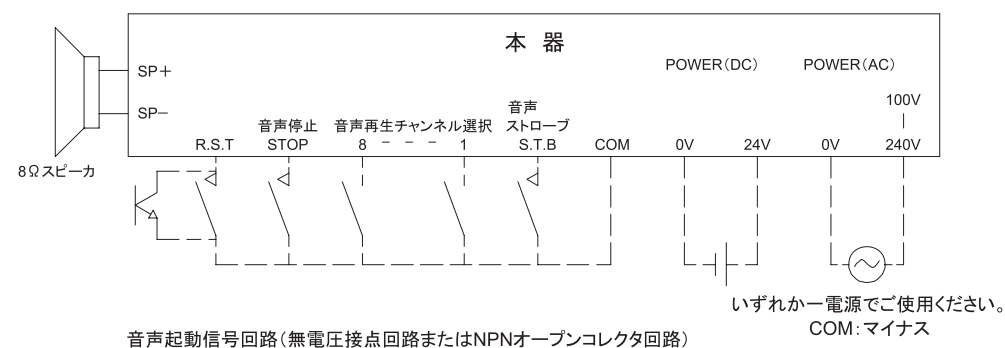 本 器
SP＋
SP−
POWER（DC）
POWER（AC）
100V
音声停止
音声再生チャンネル選択
音声
ストローブ
R.S.T
STOP
8 − − − 1
S.T.B
COM
0V
24V
0V
240V
8Ωスピーカ
いずれか一電源でご使用ください。
COM：マイナス
音声起動信号回路（無電圧接点回路またはNPNオープンコレクタ回路）